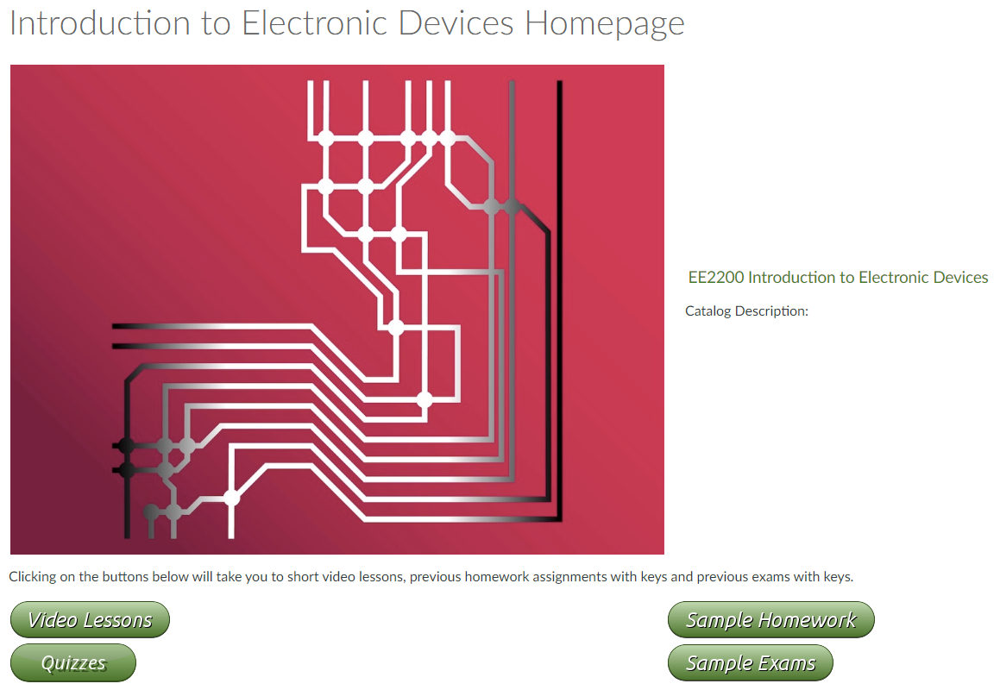 Introduction to Electronic Devices Homepage
EE2200 Introduction to Electronic Devices
Catalog Description:
Clicking on the buttons below will take you to short video lessons, previous homework assignments with keys and previous exams with keys.
Video Lessons
Sample Homework
Quizzes
Sample Exams